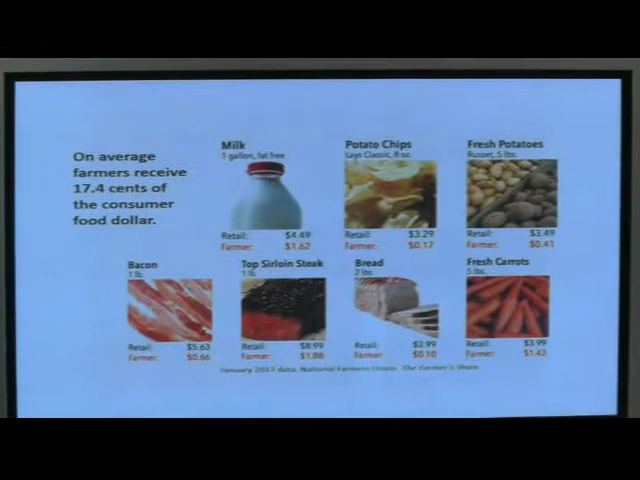 On average
farmers receive
17.4 cents of
the consumer
food dollar.
Milk
1 gallon, fat free
Retail: $4.49
Farmer: $1.62
Potato Chips
Lays Classic, 8 oz.
Retail: $3.29
Farmer: $0.17
Fresh Potatoes
Russet, 5 lbs.
Retail: $3.49
Farmer: $0.41
Bacon
1 lb.
Retail: $5.63
Farmer: $0.66
Top Sirloin Steak
1 lb.
Retail: $8.99
Farmer: $1.88
Bread
2 lbs.
Retail: $2.99
Farmer: $0.10
Fresh Carrots
5 lbs.
Retail: $3.99
Farmer: $1.43
January 2017 data. National Farmers Union. The Farmer's Share